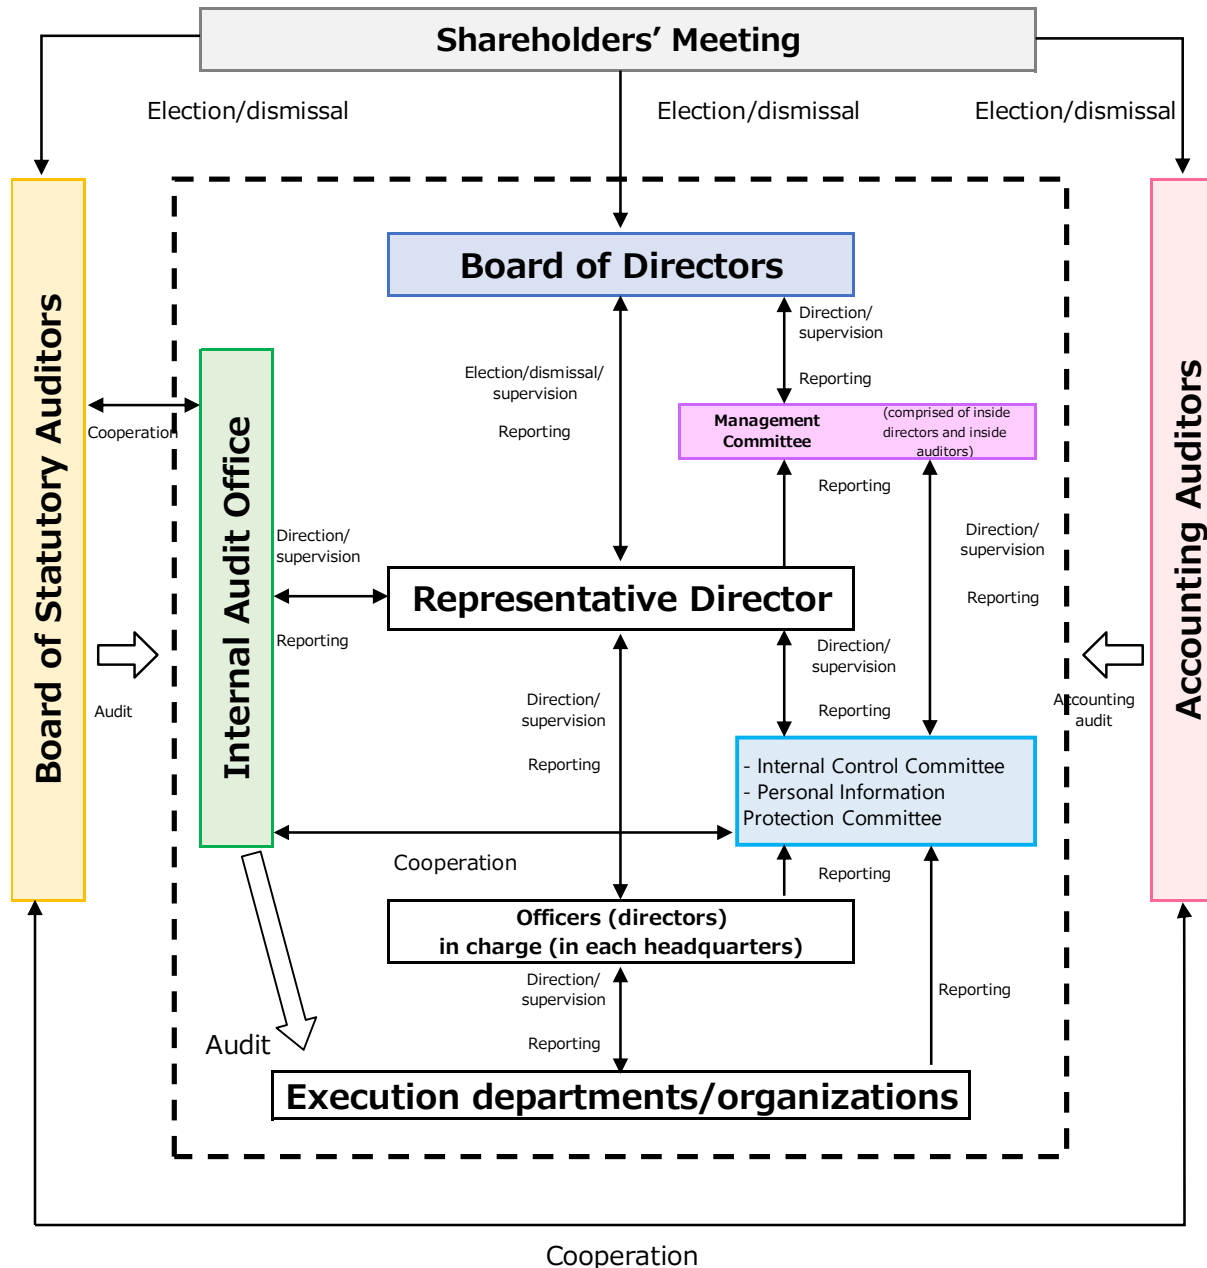 Shareholders’ Meeting
Election/dismissal
Election/dismissal
Election/dismissal
Board of Directors
Direction/
supervision
Reporting
Election/dismissal/
supervision
Reporting
Management
Committee
(comprised of inside
directors and inside
auditors)
Board of Statutory Auditors
Cooperation
Internal Audit Office
Accounting Auditors
Reporting
Direction/
supervision
Reporting
Direction/
supervision
Reporting
Representative Director
Direction/
supervision
Reporting
Audit
Accounting
audit
Direction/
supervision
Reporting
- Internal Control Committee
- Personal Information
Protection Committee
Cooperation
Reporting
Officers (directors)
in charge (in each headquarters)
Direction/
supervision
Reporting
Reporting
Audit
Execution departments/organizations
Cooperation